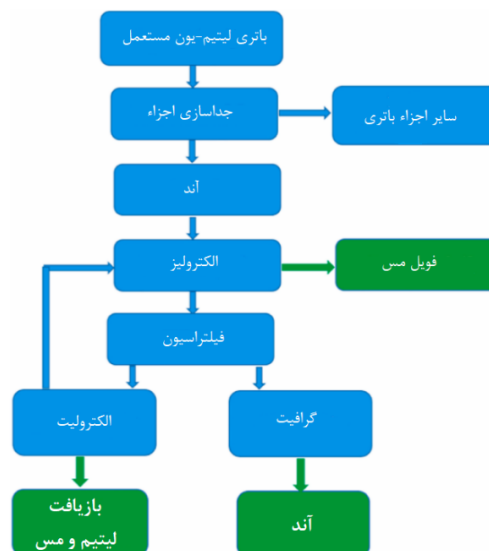 باتری لیتیم-یون مستعمل
جداسازی اجزاء
سایر اجزاء باتری
آند
الکترولیز
فویل مس
فیلتراسیون
الکترولیت
گرافیت
بازیافت
لیتیم و مس
آند